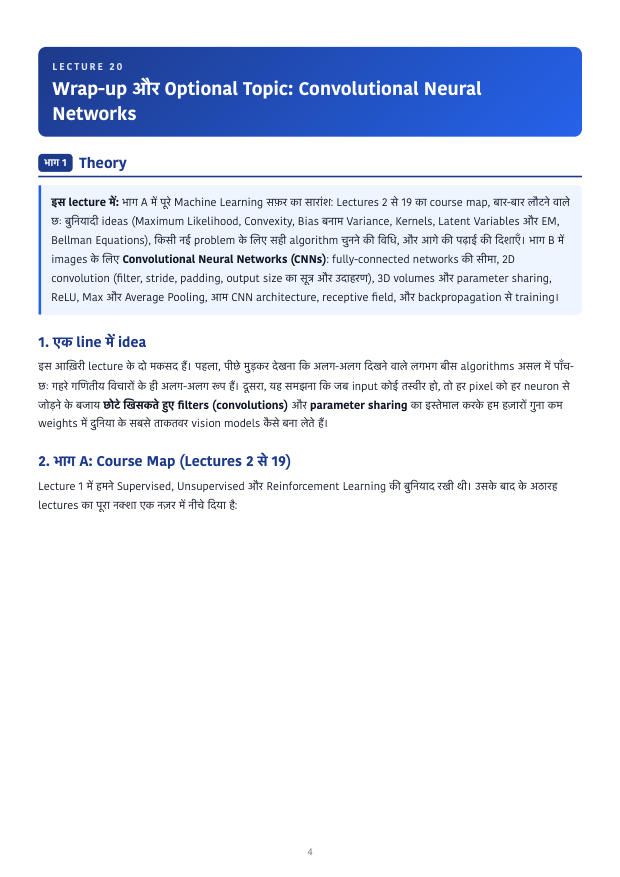 LECTURE 20
Wrap-up और Optional Topic: Convolutional Neural
Networks
भाग 1 Theory
इस lecture में: भाग A में पूरे Machine Learning सफ़र का सारांश: Lectures 2 से 19 का course map, बार-बार लौटने वाले
छः बुनियादी ideas (Maximum Likelihood, Convexity, Bias बनाम Variance, Kernels, Latent Variables और EM,
Bellman Equations), किसी नई problem के लिए सही algorithm चुनने की विधि, और आगे की पढ़ाई की दिशाएँ। भाग B में
images के लिए Convolutional Neural Networks (CNNs): fully-connected networks की सीमा, 2D
convolution (filter, stride, padding, output size का सूत्र और उदाहरण), 3D volumes और parameter sharing,
ReLU, Max और Average Pooling, आम CNN architecture, receptive field, और backpropagation से training।
1. एक line में idea
इस आख़िरी lecture के दो मकसद हैं। पहला, पीछे मुड़कर देखना कि अलग-अलग दिखने वाले लगभग बीस algorithms असल में पाँच-
छः गहरे गणितीय विचारों के ही अलग-अलग रूप हैं। दूसरा, यह समझना कि जब input कोई तस्वीर हो, तो हर pixel को हर neuron से
जोड़ने के बजाय छोटे खिसकते हुए filters (convolutions) और parameter sharing का इस्तेमाल करके हम हज़ारों गुना कम
weights में दुनिया के सबसे ताकतवर vision models कैसे बना लेते हैं।
2. भाग A: Course Map (Lectures 2 से 19)
Lecture 1 में हमने Supervised, Unsupervised और Reinforcement Learning की बुनियाद रखी थी। उसके बाद के अठारह
lectures का पूरा नक्शा एक नज़र में नीचे दिया है:
4